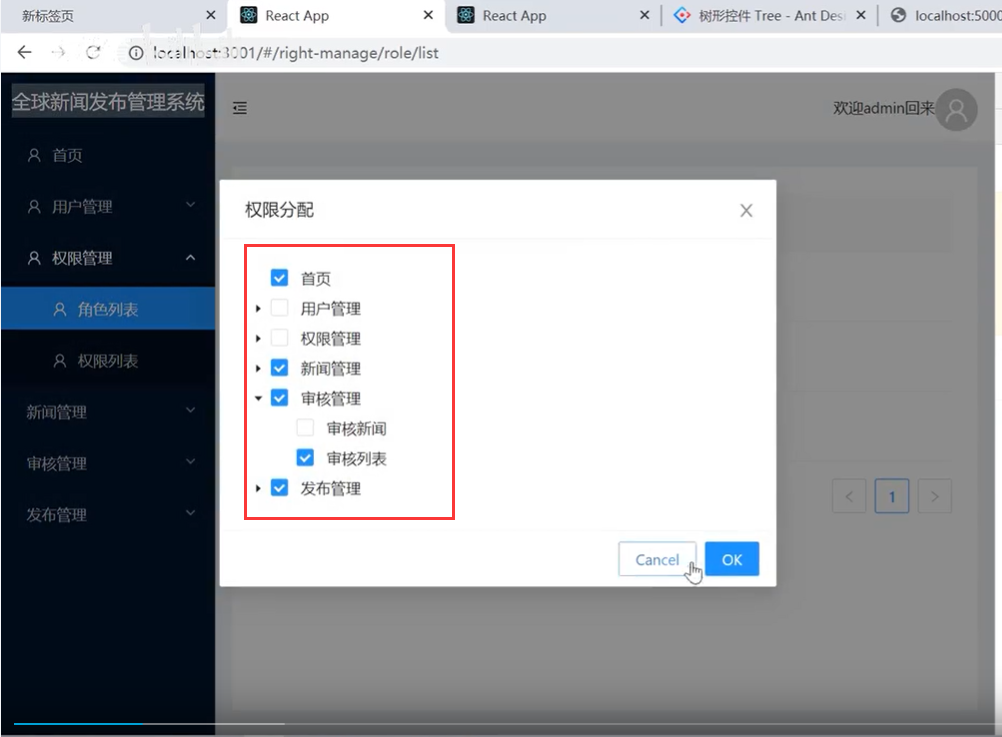 新标签页
React App
React App
树形控件 Tree - Ant Des
localhost:5000
localhost:3001/#/right-manage/role/list
全球新闻发布管理系统
欢迎admin回来
首页
用户管理
权限管理
角色列表
权限列表
新闻管理
审核管理
发布管理
权限分配
首页
用户管理
权限管理
新闻管理
审核管理
审核新闻
审核列表
发布管理
1
Cancel
OK